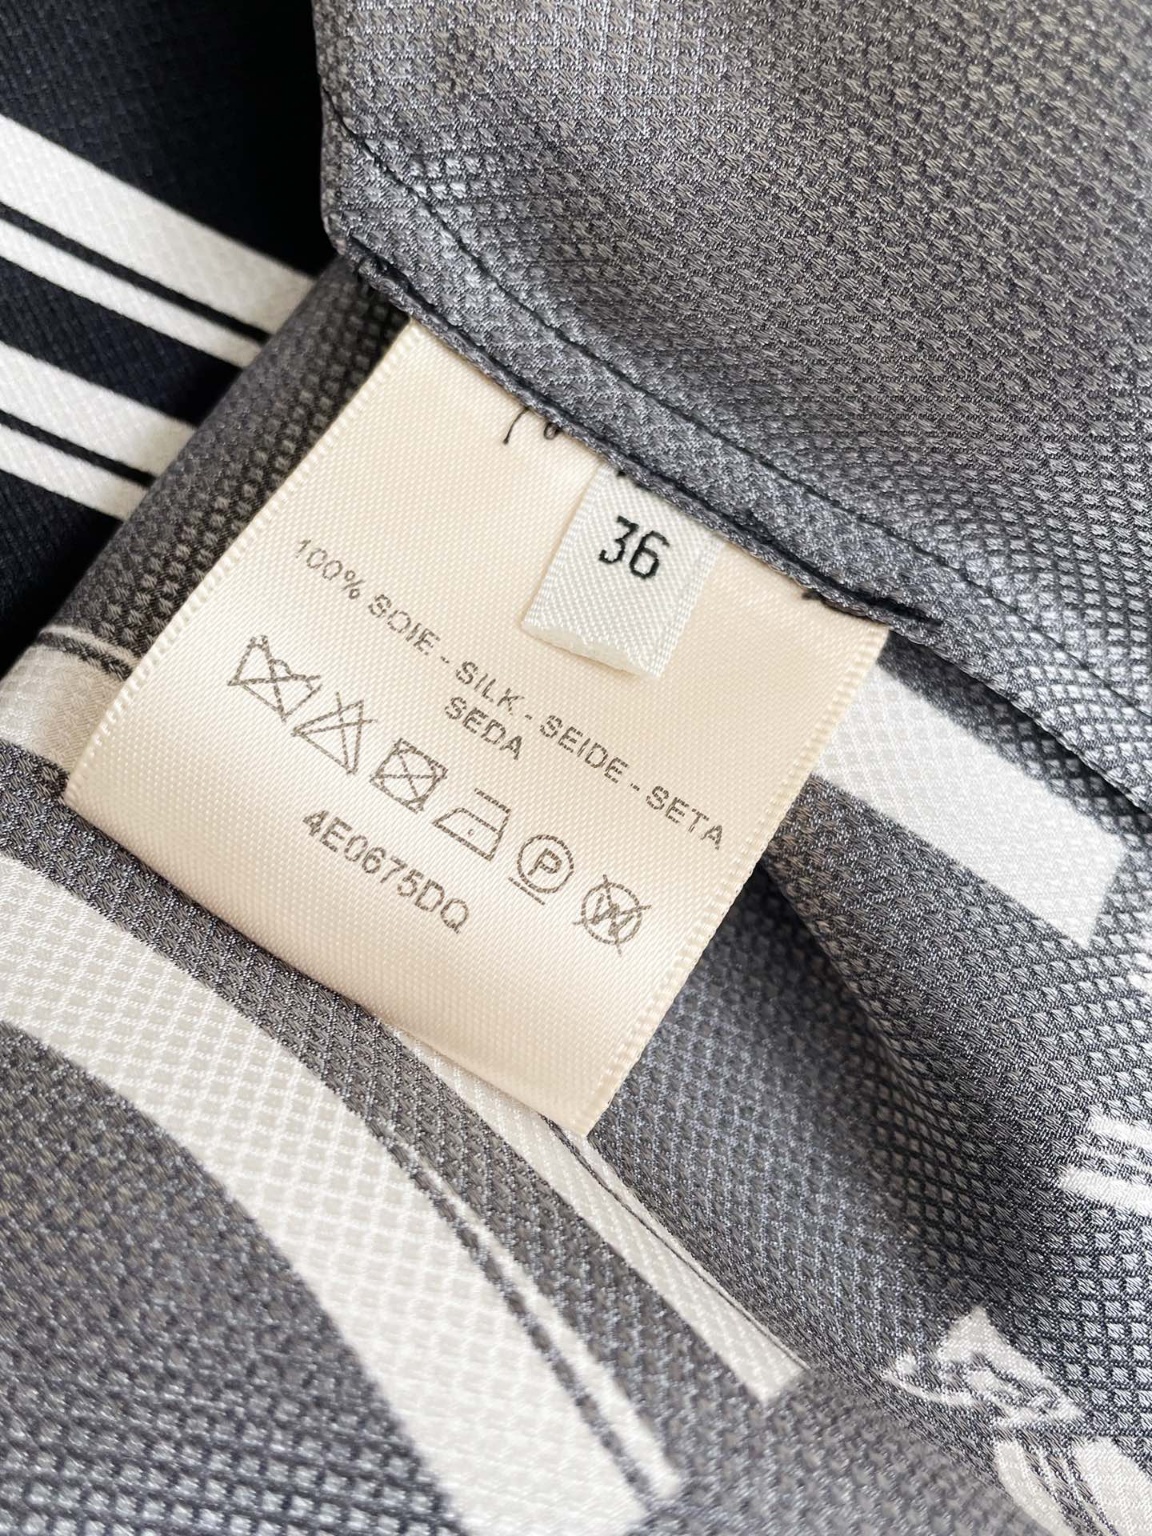 36
100% SOIE - SILK - SEIDE - SETA
SEDA
P
W
4E0675DQ